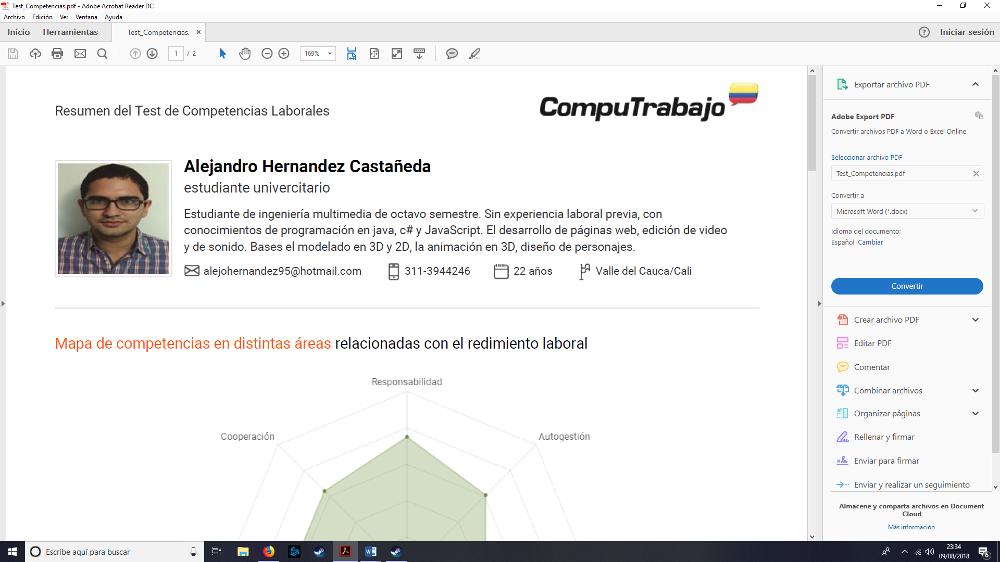 Test_Competencias.pdf - Adobe Acrobat Reader DC
Archivo Edición Ver Ventana Ayuda
Inicio Herramientas Test_Competencias. × ? Iniciar sesión
1 / 2 169%
Resumen del Test de Competencias Laborales
CompuTrabajo
Alejandro Hernandez Castañeda
estudiante univercitario
Estudiante de ingeniería multimedia de octavo semestre. Sin experiencia laboral previa, con
conocimientos de programación en java, c# y JavaScript. El desarrollo de páginas web, edición de video
y de sonido. Bases el modelado en 3D y 2D, la animación en 3D, diseño de personajes.
alejohernandez95@hotmail.com 311-3944246 22 años Valle del Cauca/Cali
Mapa de competencias en distintas áreas relacionadas con el redimiento laboral
Responsabilidad
Cooperación Autogestión
Exportar archivo PDF
Adobe Export PDF
Convertir archivos PDF a Word o Excel Online
Seleccionar archivo PDF
Test_Competencias.pdf
Convertir a
Microsoft Word (*.docx)
Idioma del documento:
Español Cambiar
Convertir
Crear archivo PDF
Editar PDF
Comentar
Combinar archivos
Organizar páginas
Rellenar y firmar
Enviar para firmar
Enviar y realizar un seguimiento
Almacene y comparta archivos en Document
Cloud
Más información
Escribe aquí para buscar
23:34
09/08/2018
6